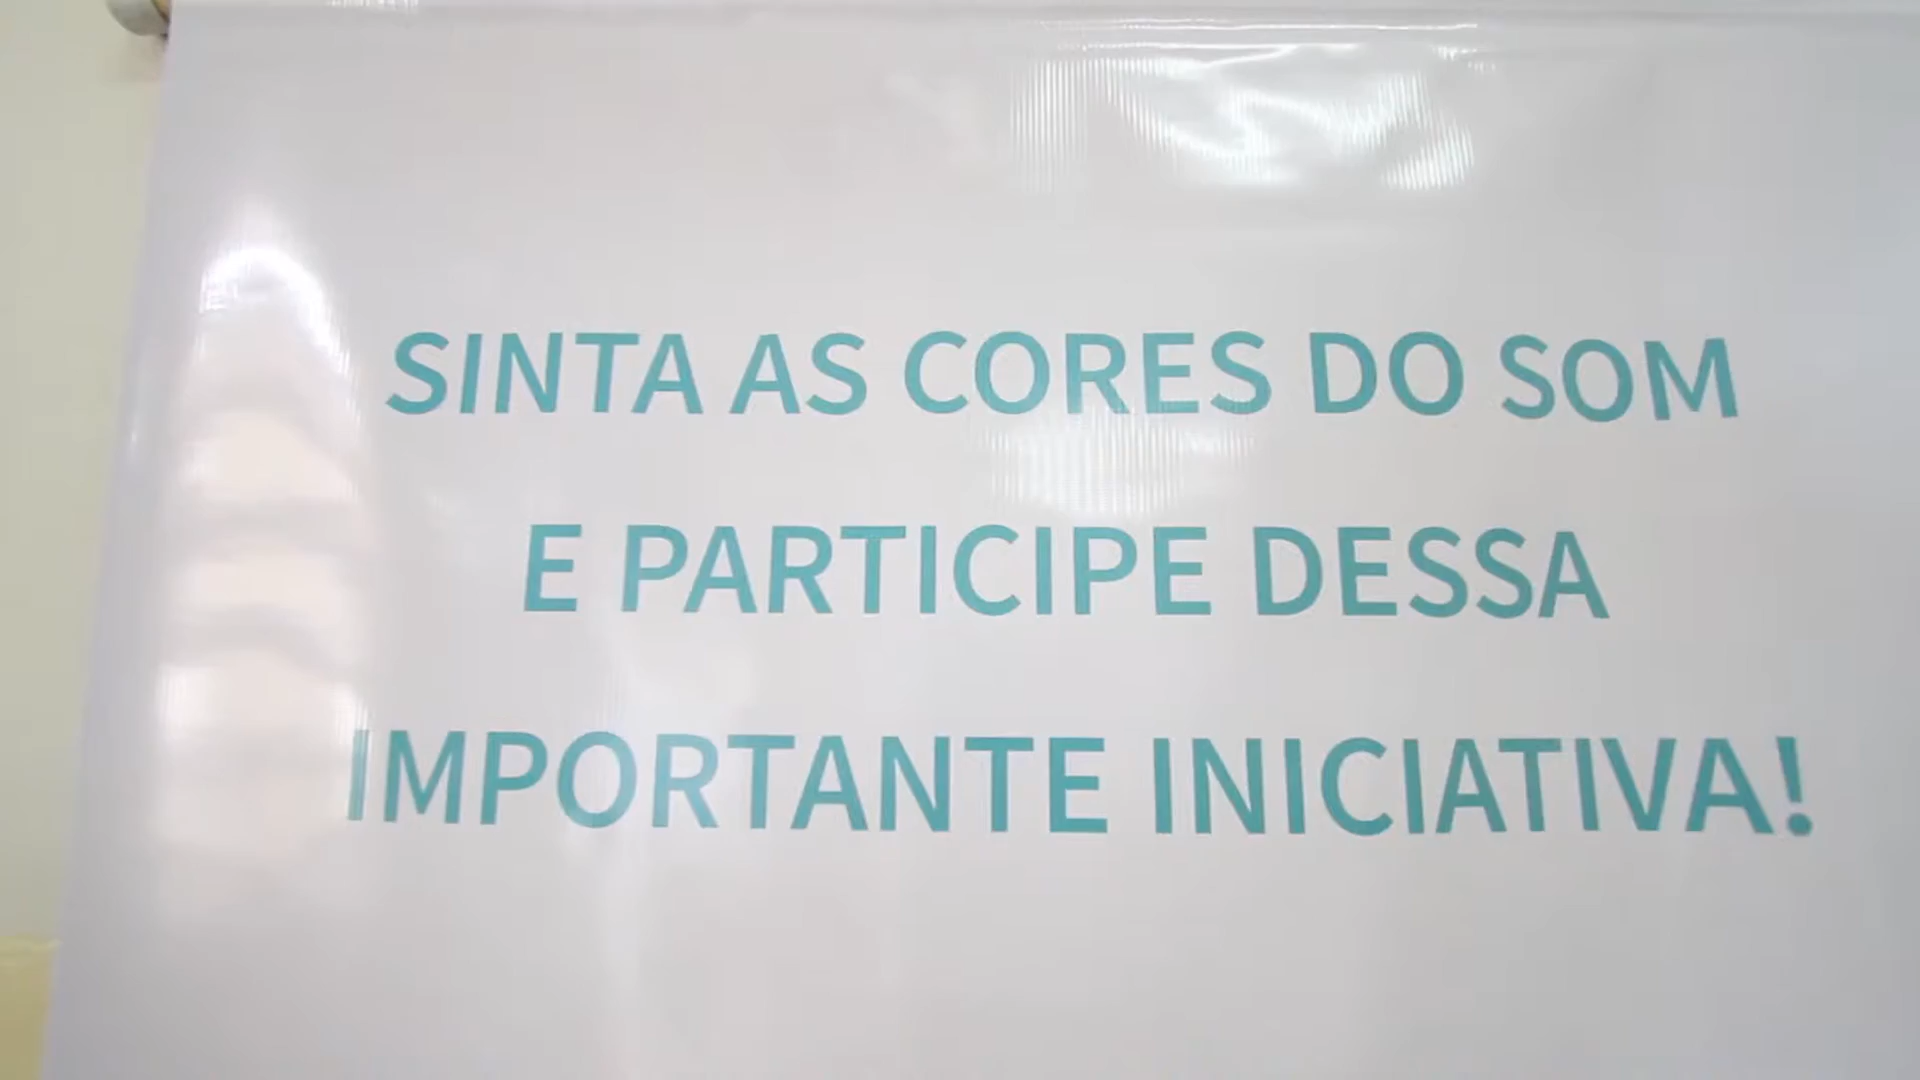 SINTA AS CORES DO SOM
E PARTICIPE DESSA
IMPORTANTE INICIATIVA!